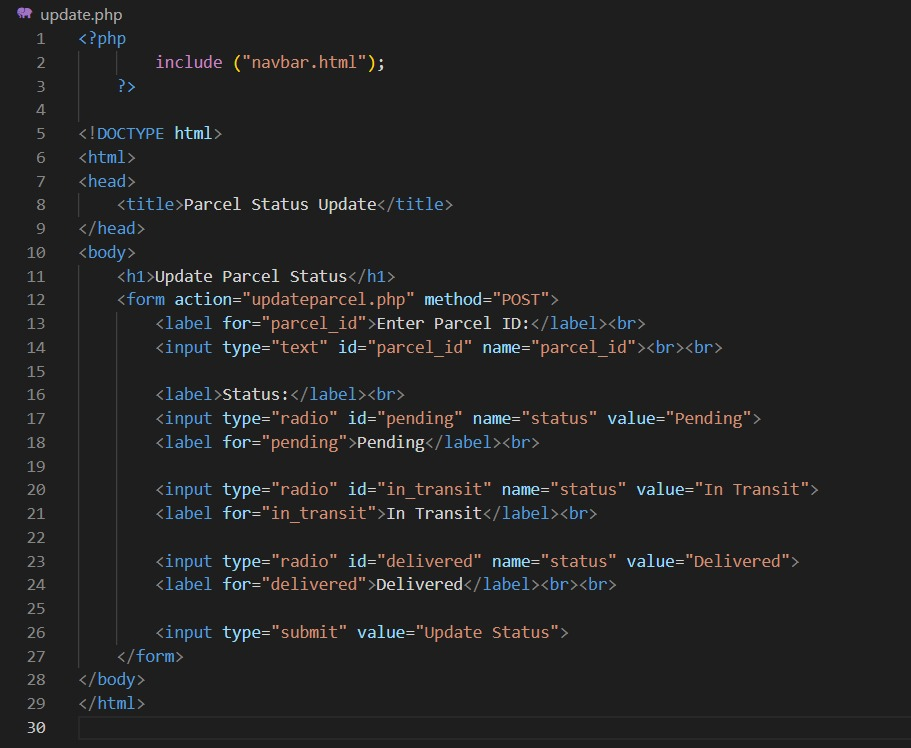 update.php
1 <?php
2 include ("navbar.html");
3 ?>
4
5 <!DOCTYPE html>
6 <html>
7 <head>
8 <title>Parcel Status Update</title>
9 </head>
10 <body>
11 <h1>Update Parcel Status</h1>
12 <form action="updateparcel.php" method="POST">
13 <label for="parcel_id">Enter Parcel ID:</label><br>
14 <input type="text" id="parcel_id" name="parcel_id"><br><br>
15
16 <label>Status:</label><br>
17 <input type="radio" id="pending" name="status" value="Pending">
18 <label for="pending">Pending</label><br>
19
20 <input type="radio" id="in_transit" name="status" value="In Transit">
21 <label for="in_transit">In Transit</label><br>
22
23 <input type="radio" id="delivered" name="status" value="Delivered">
24 <label for="delivered">Delivered</label><br><br>
25
26 <input type="submit" value="Update Status">
27 </form>
28 </body>
29 </html>
30